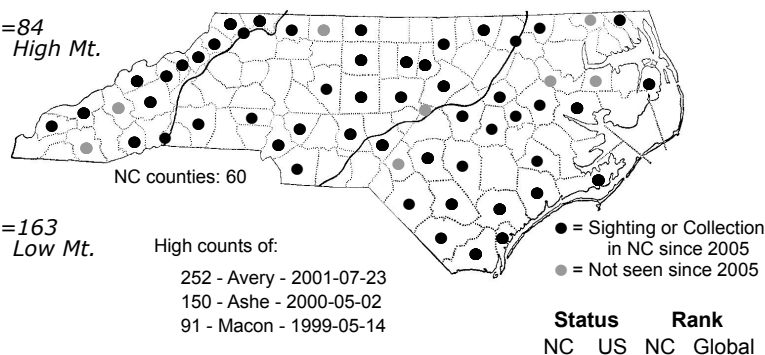 =84
High Mt.
NC counties: 60
=163
Low Mt.
High counts of:
252 - Avery - 2001-07-23
150 - Ashe - 2000-05-02
91 - Macon - 1999-05-14
= Sighting or Collection
in NC since 2005
= Not seen since 2005
Status Rank
NC US NC Global